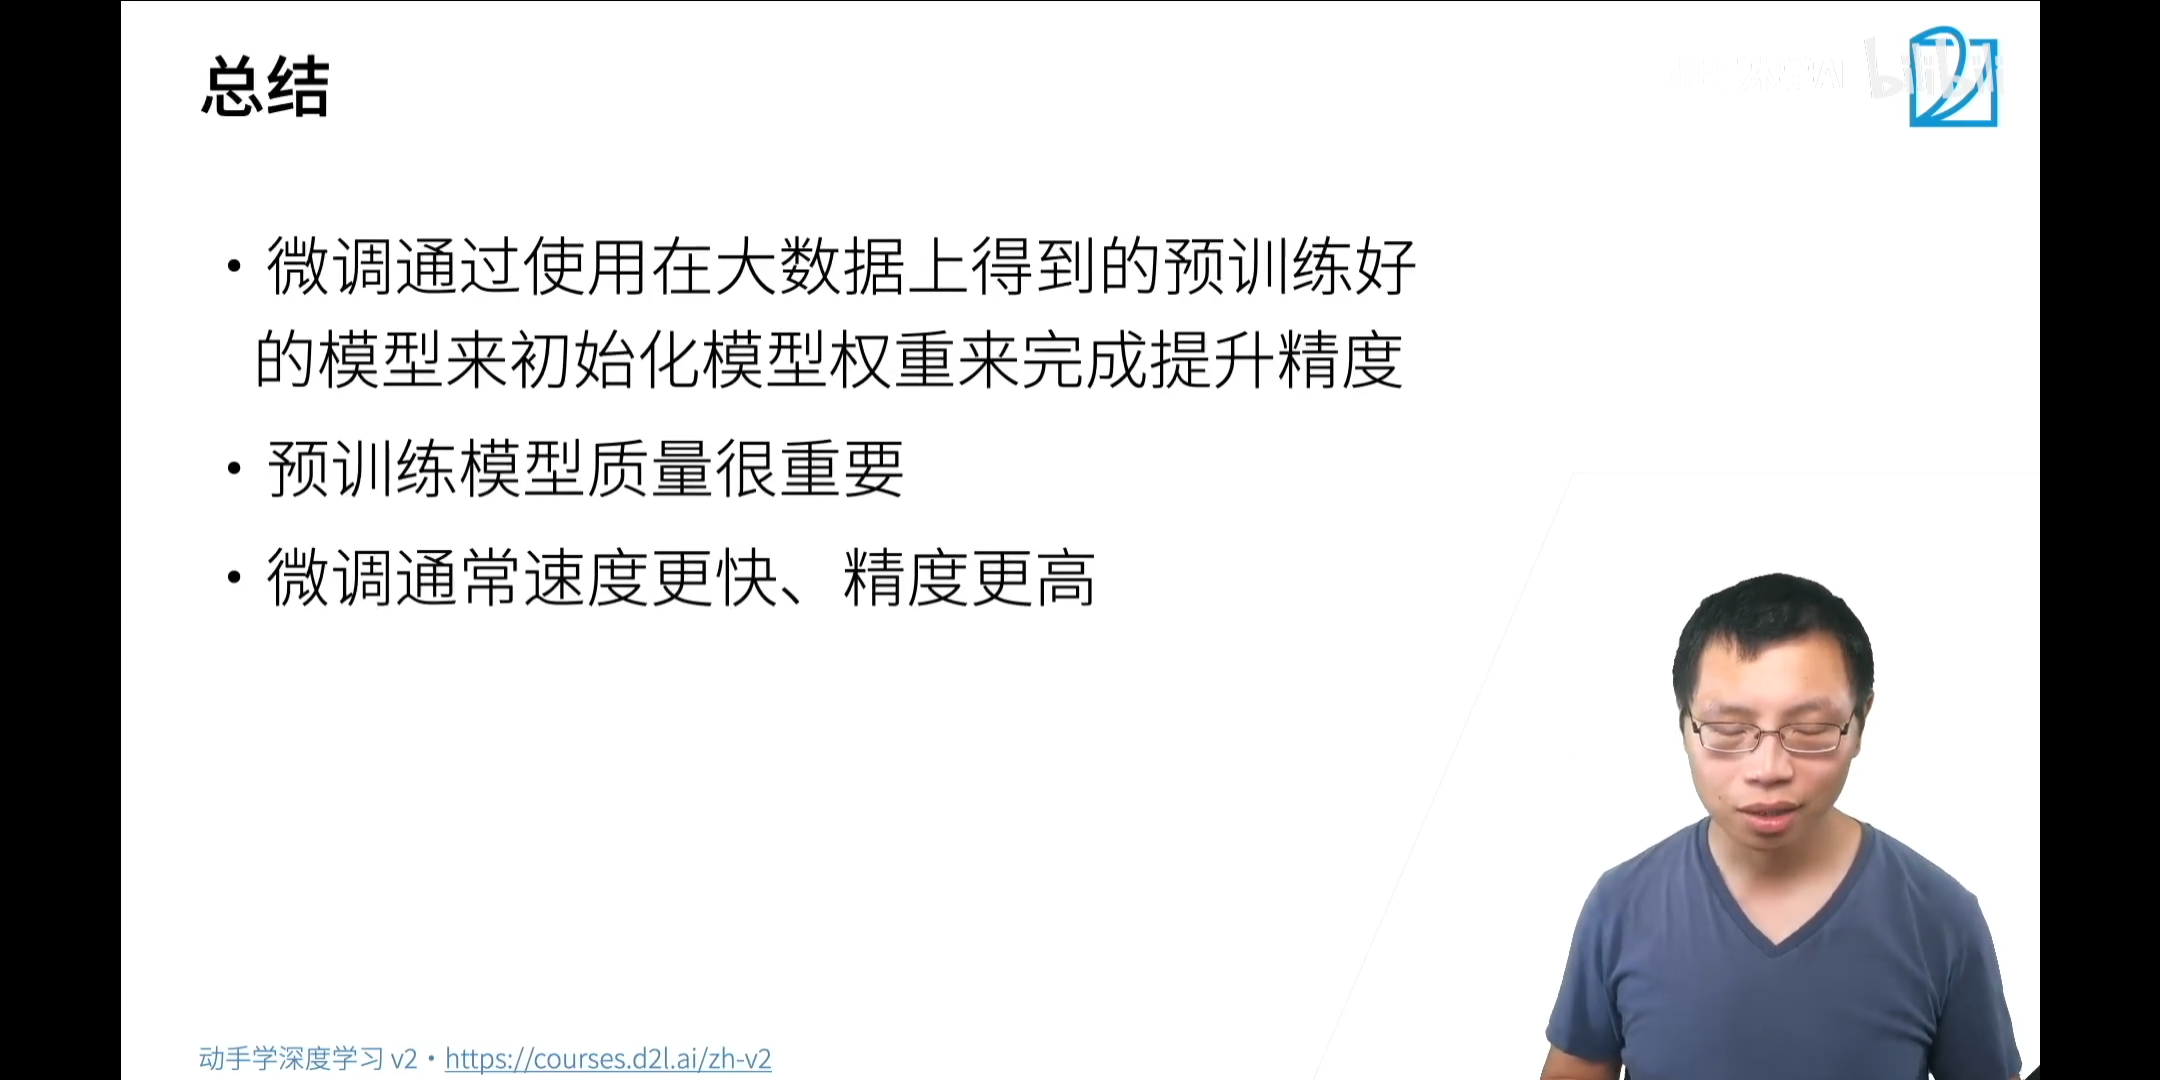 总结
• 微调通过使用在大数据上得到的预训练好
的模型来初始化模型权重来完成提升精度
• 预训练模型质量很重要
• 微调通常速度更快、精度更高
动手学深度学习 v2 • https://courses.d2l.ai/zh-v2
bilibili